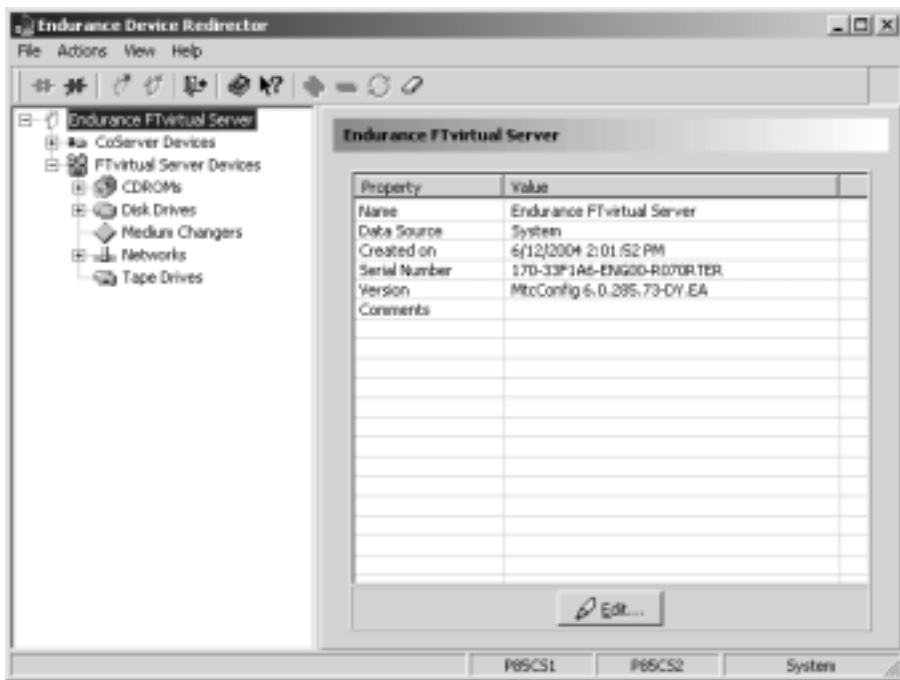 Endurance Device Redirector
File Actions View Help
Endurance FTvirtual Server
CoServer Devices
FTvirtual Server Devices
CDROMs
Disk Drives
Medium Changers
Networks
Tape Drives
Endurance FTvirtual Server
Property Value
Name Endurance FTvirtual Server
Data Source System
Created on 6/12/2004 2:01:52 PM
Serial Number 170-33F1A6-ENG00-R070RTER
Version MtcConfig 6.0.285.73-DY.EA
Comments
Edit...
P85CS1 P85CS2 System